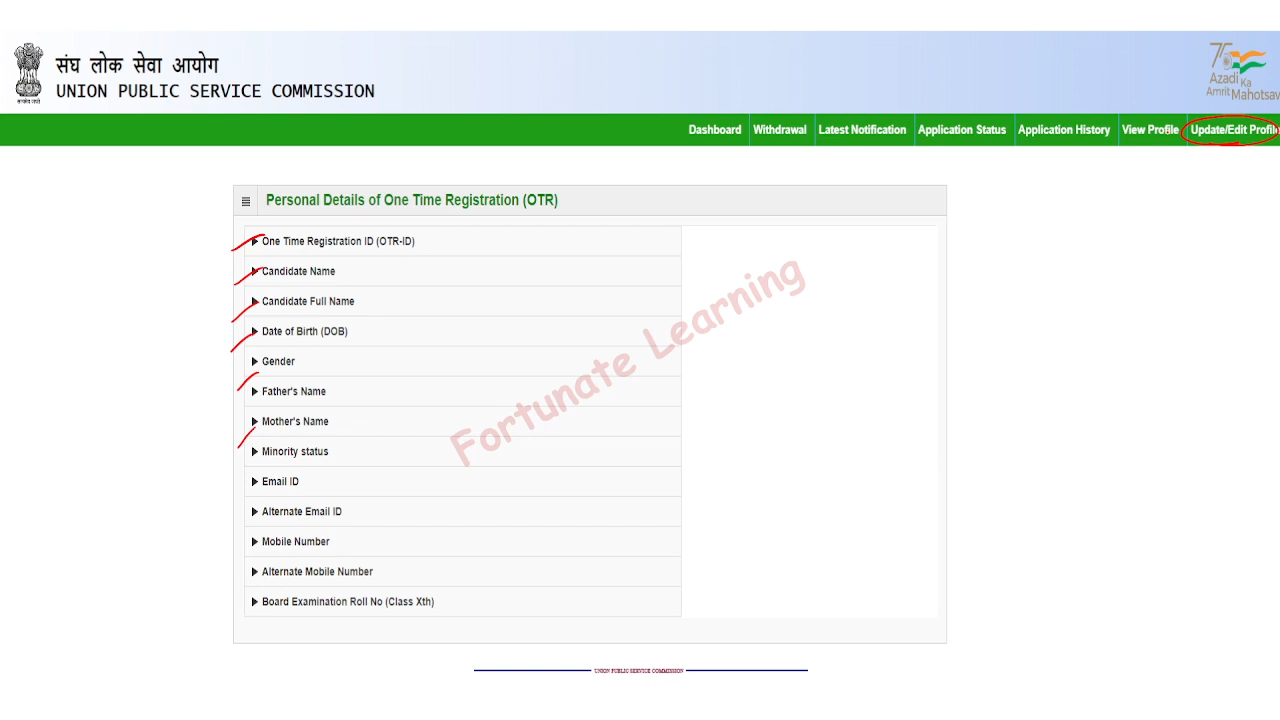 संघ लोक सेवा आयोग
UNION PUBLIC SERVICE COMMISSION
75
Azadi Ka
Amrit Mahotsav
Dashboard Withdrawal Latest Notification Application Status Application History View Profile Update/Edit Profile
Personal Details of One Time Registration (OTR)
One Time Registration ID (OTR-ID)
Candidate Name
Candidate Full Name
Date of Birth (DOB)
Gender
Father's Name
Mother's Name
Minority status
Email ID
Alternate Email ID
Mobile Number
Alternate Mobile Number
Board Examination Roll No (Class Xth)
Fortunate Learning
UNION PUBLIC SERVICE COMMISSION